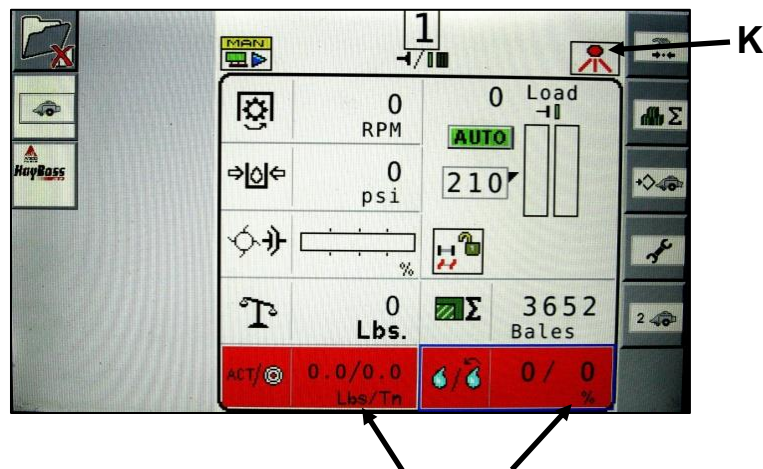 1
MAN
K
0
RPM
0 Load
AUTO
Σ
HayBoss
0
psi
210
%
0
Lbs.
Σ
3652
Bales
2
ACT/
0.0/0.0
Lbs/Tn
/
0 / 0
%